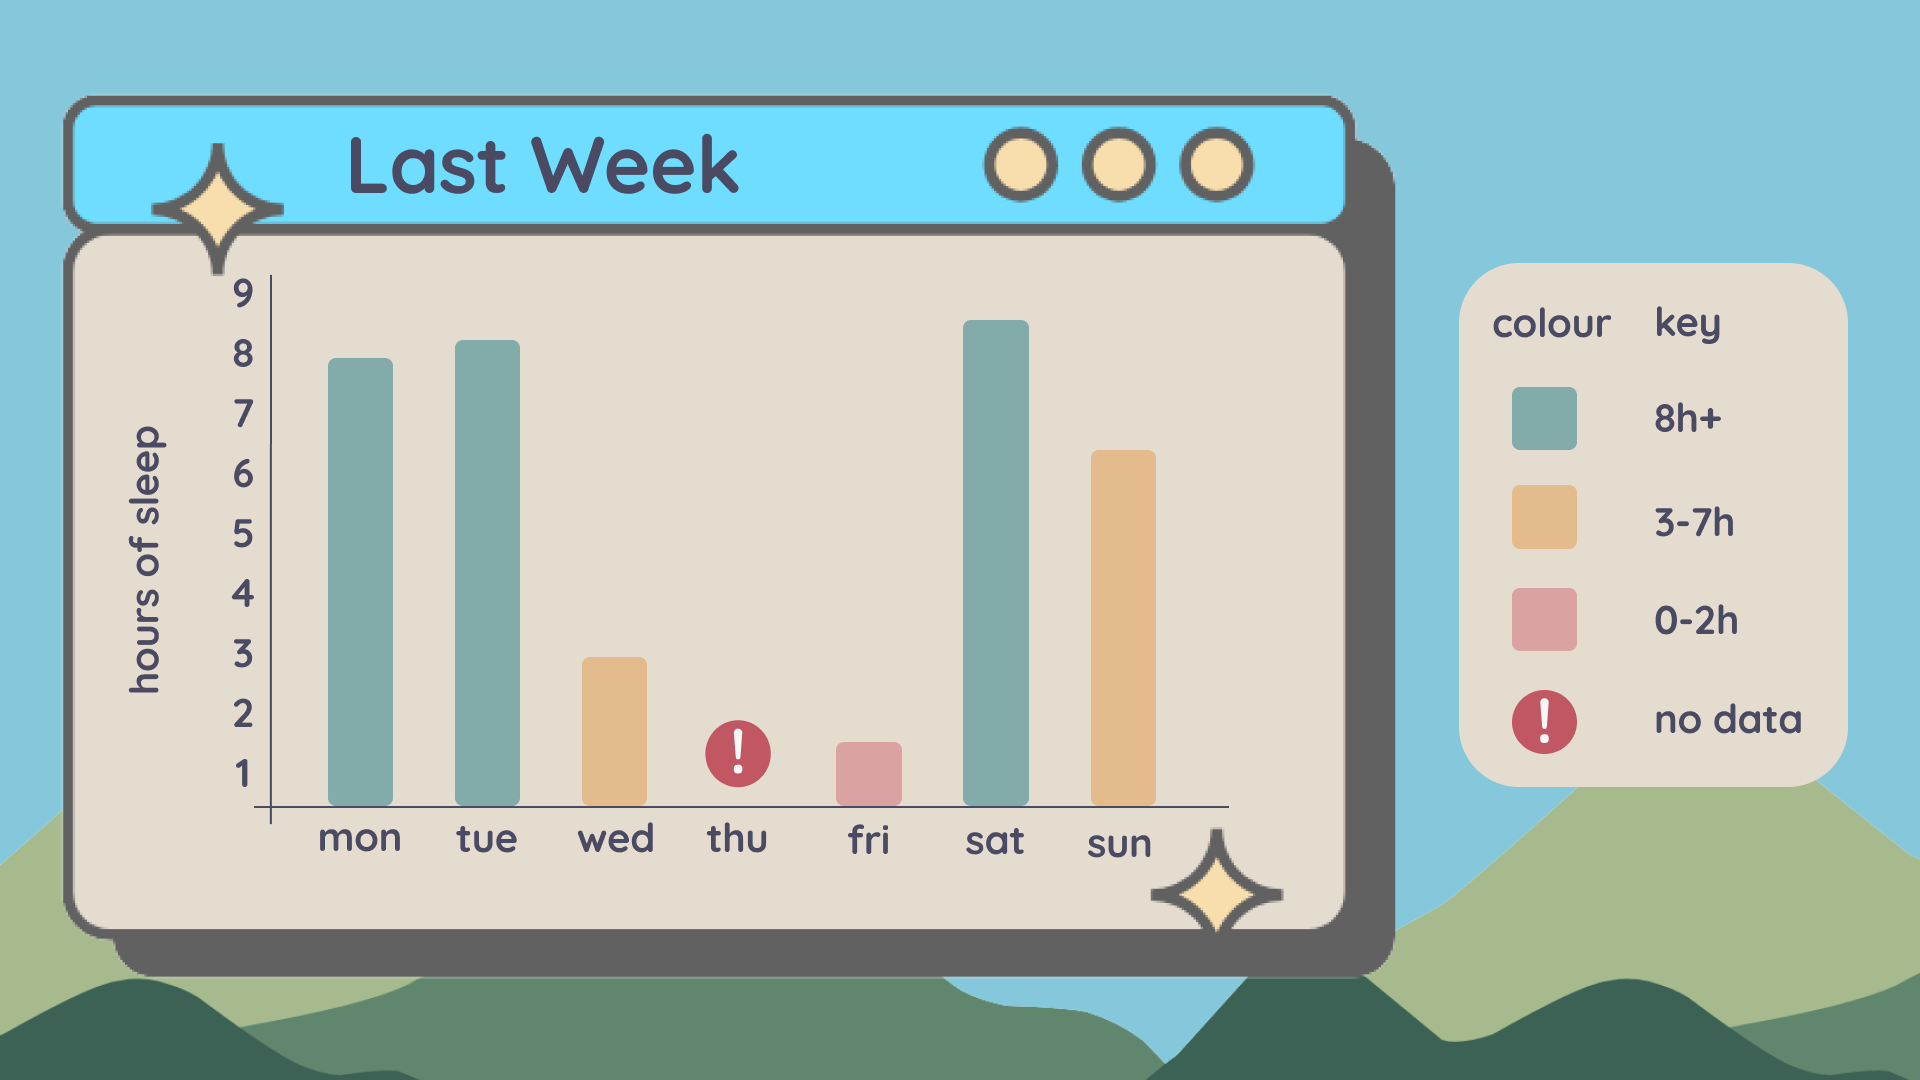 Last Week
hours of sleep
9
8
7
6
5
4
3
2
1
!
mon tue wed thu fri sat sun
colour key
8h+
3-7h
0-2h
! no data